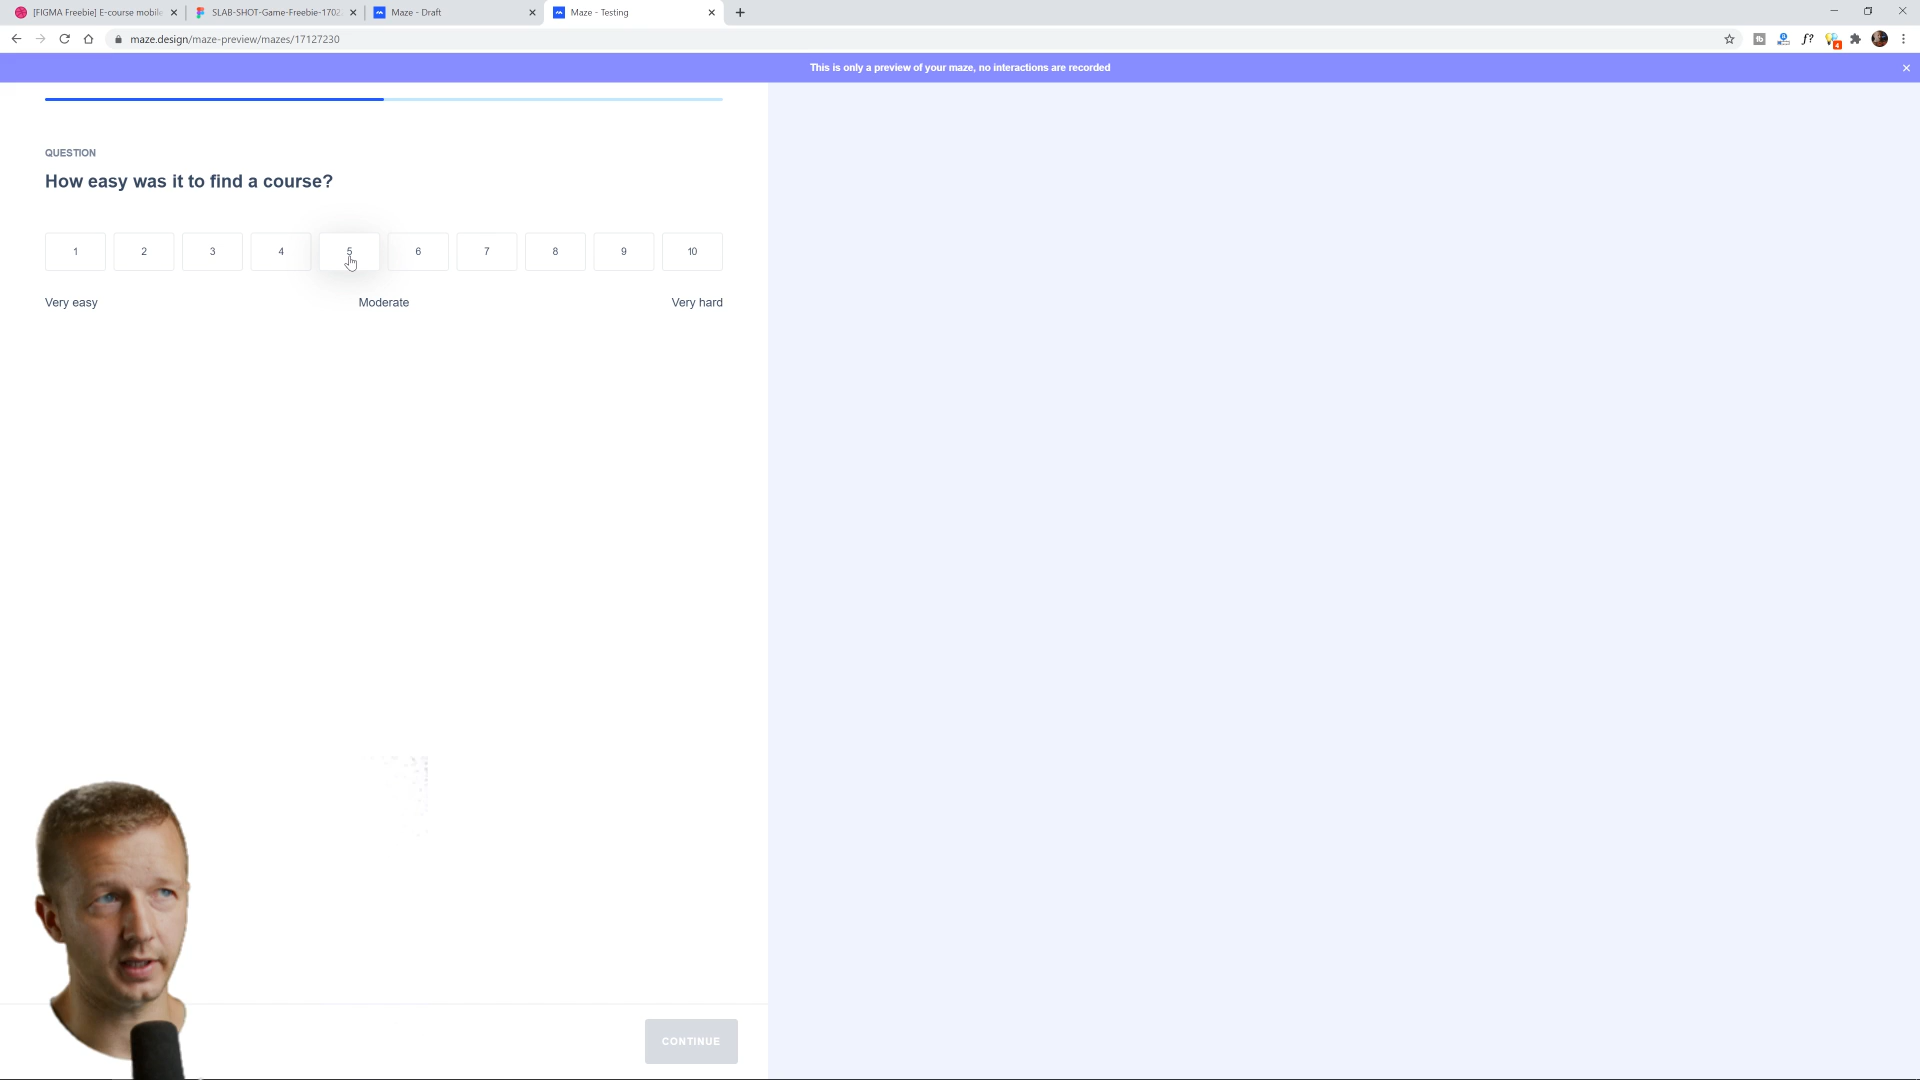 [FIGMA Freebie] E-course mobile
SLAB-SHOT-Game-Freebie-1702
Maze - Draft
Maze - Testing
maze.design/maze-preview/mazes/17127230
f?
4
This is only a preview of your maze, no interactions are recorded
QUESTION
How easy was it to find a course?
1 2 3 4 5 6 7 8 9 10
Very easy Moderate Very hard
CONTINUE